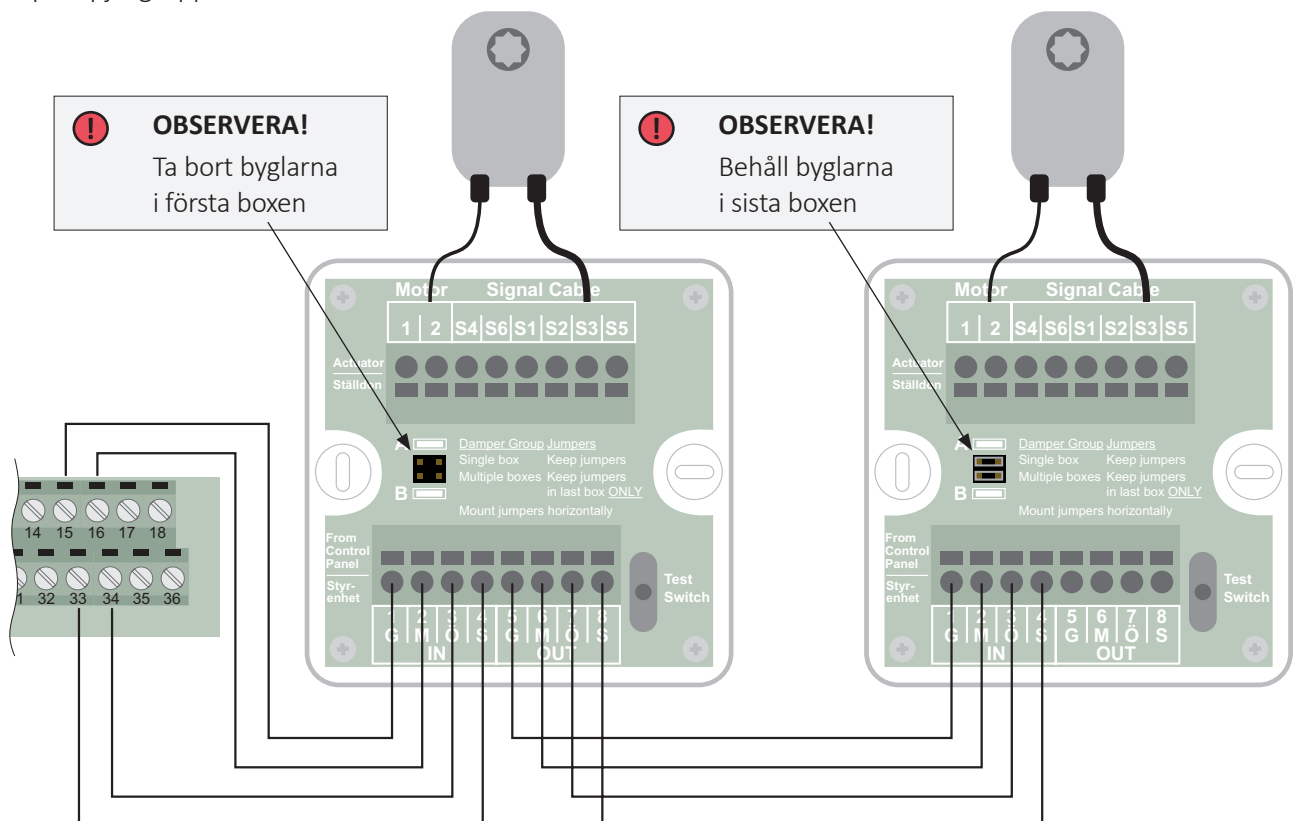 OBSERVERA!
Ta bort byglarna
i första boxen
OBSERVERA!
Behåll byglarna
i sista boxen
Motor Signal Cable
1 2 S4 S6 S1 S2 S3 S5
Actuator
Ställdon
A
B
Damper Group Jumpers
Single box Keep jumpers
Multiple boxes Keep jumpers
in last box ONLY
Mount jumpers horizontally
From
Control
Panel
Styr-
enhet
Test
Switch
1 2 3 4 5 6 7 8
G M Ö S G M Ö S
IN OUT
Motor Signal Cable
1 2 S4 S6 S1 S2 S3 S5
Actuator
Ställdon
A
B
Damper Group Jumpers
Single box Keep jumpers
Multiple boxes Keep jumpers
in last box ONLY
Mount jumpers horizontally
From
Control
Panel
Styr-
enhet
Test
Switch
1 2 3 4 5 6 7 8
G M Ö S G M Ö S
IN OUT
14 15 16 17 18
32 33 34 35 36